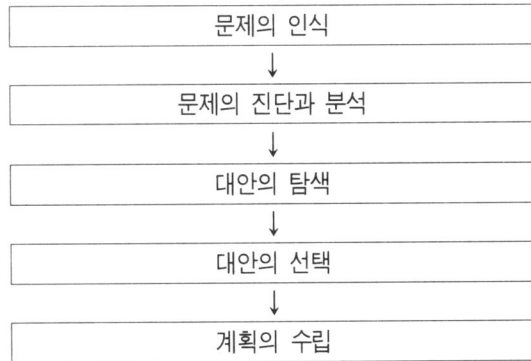 문제의 인식
↓
문제의 진단과 분석
↓
대안의 탐색
↓
대안의 선택
↓
계획의 수립